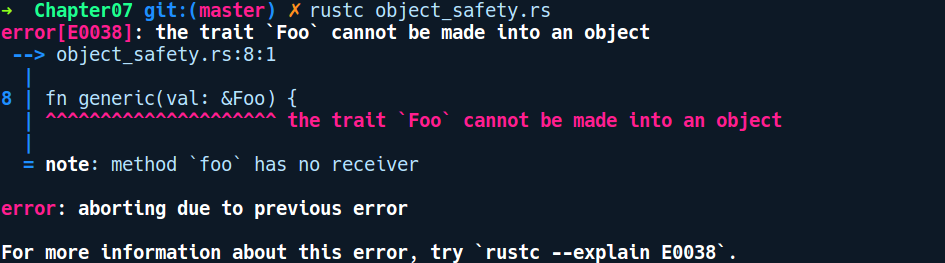 ➜  Chapter07 git:(master) ✗ rustc object_safety.rs
error[E0038]: the trait `Foo` cannot be made into an object
 --> object_safety.rs:8:1
  |
8 | fn generic(val: &Foo) {
  | ^^^^^^^^^^^^^^^^^^^^^ the trait `Foo` cannot be made into an object
  |
  = note: method `foo` has no receiver

error: aborting due to previous error

For more information about this error, try `rustc --explain E0038`.